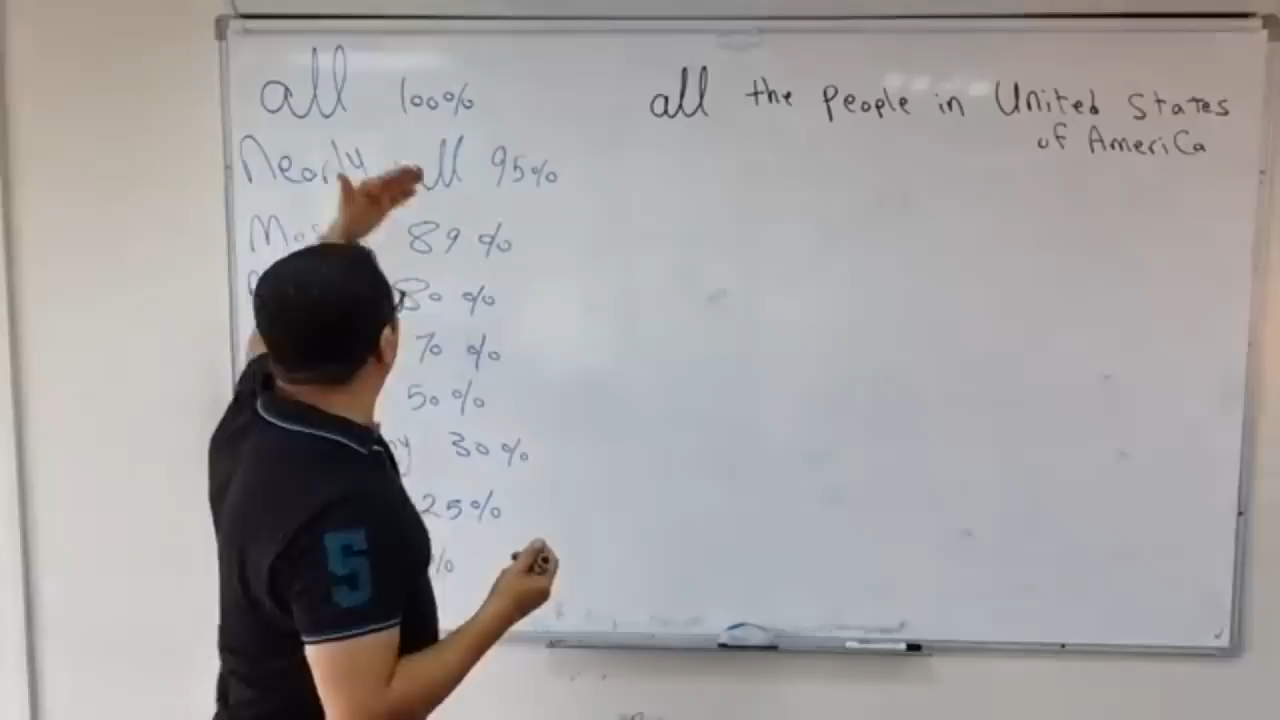 all 100%
all the people in United States
of America
Nearly all 95%
89 %
80 %
70 %
50 %
30 %
25%
%
5